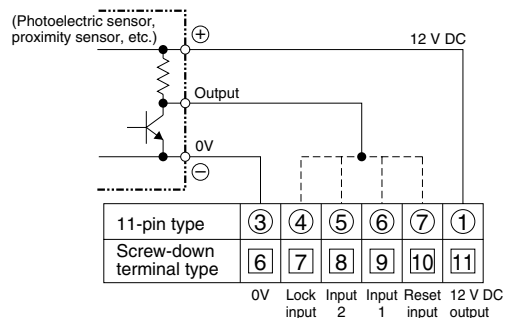 (Photoelectric sensor,
proximity sensor, etc.)
⊕
12 V DC
Output
0V
⊖
11-pin type ③ ④ ⑤ ⑥ ⑦ ①
Screw-down
terminal type 6 7 8 9 10 11
0V Lock Input Input Reset 12 V DC
input 2 1 input output